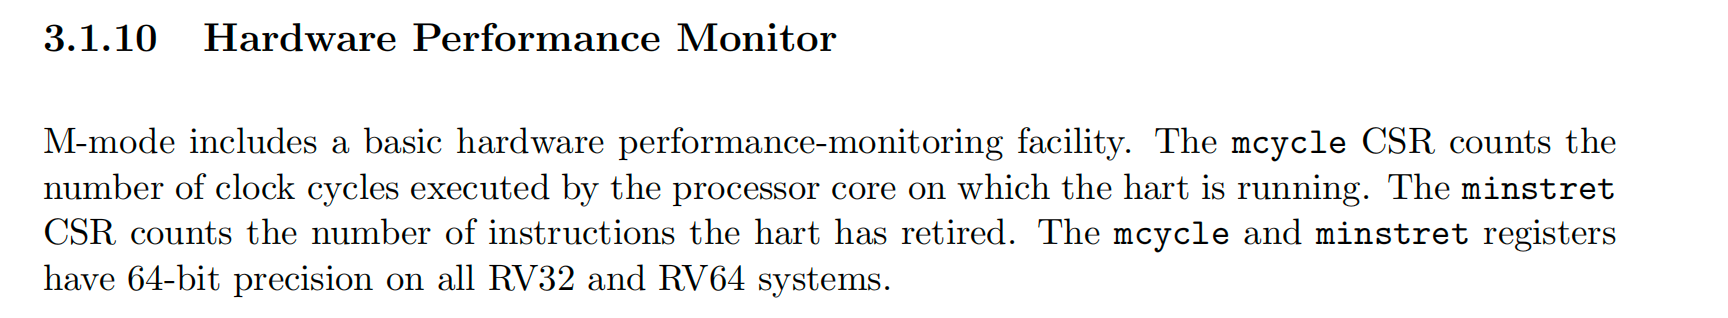 3.1.10 Hardware Performance Monitor
M-mode includes a basic hardware performance-monitoring facility. The mcycle CSR counts the
number of clock cycles executed by the processor core on which the hart is running. The minstret
CSR counts the number of instructions the hart has retired. The mcycle and minstret registers
have 64-bit precision on all RV32 and RV64 systems.